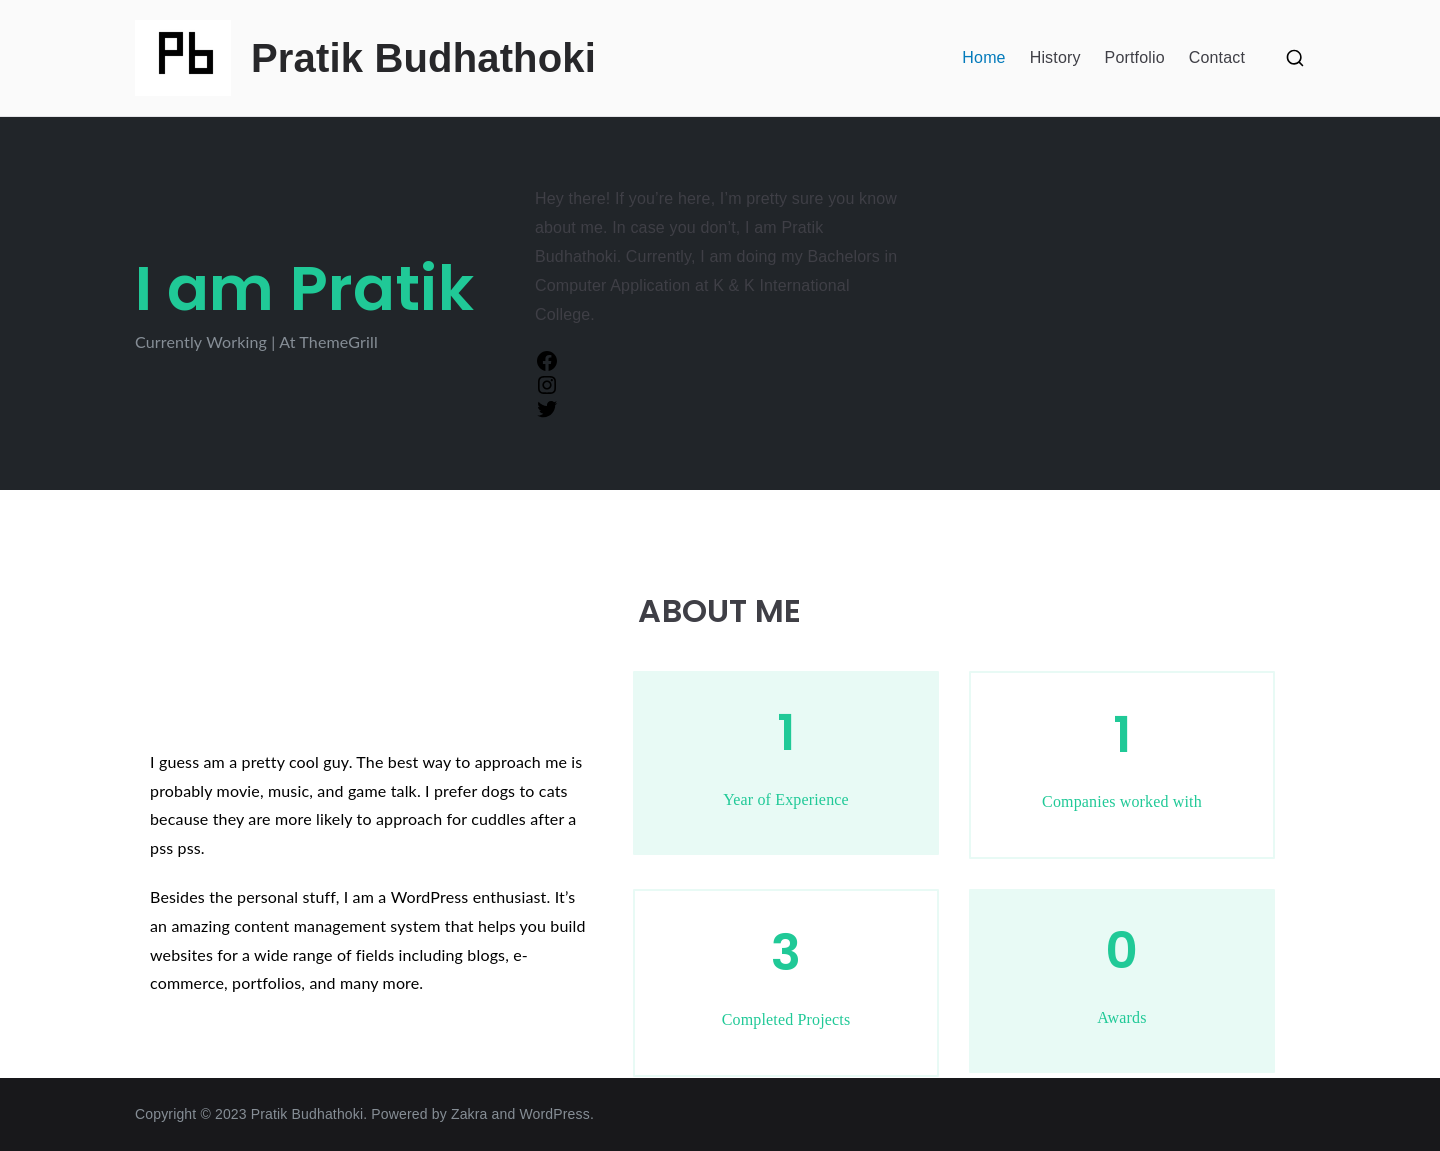 Pb
Pratik Budhathoki
Home
History
Portfolio
Contact
I am Pratik
Currently Working | At ThemeGrill
Hey there! If you’re here, I’m pretty sure you know
about me. In case you don’t, I am Pratik
Budhathoki. Currently, I am doing my Bachelors in
Computer Application at K & K International
College.
ABOUT ME
I guess am a pretty cool guy. The best way to approach me is
probably movie, music, and game talk. I prefer dogs to cats
because they are more likely to approach for cuddles after a
pss pss.
Besides the personal stuff, I am a WordPress enthusiast. It’s
an amazing content management system that helps you build
websites for a wide range of fields including blogs, e-
commerce, portfolios, and many more.
1
Year of Experience
1
Companies worked with
3
Completed Projects
0
Awards
Copyright © 2023 Pratik Budhathoki. Powered by Zakra and WordPress.